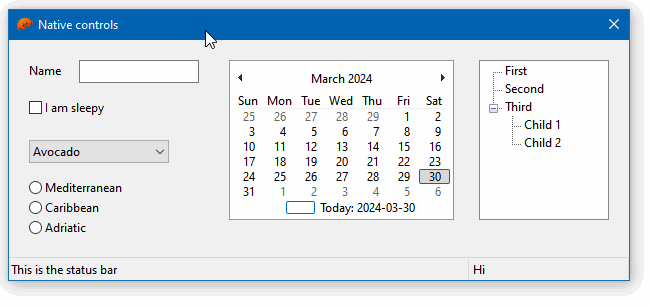 Native controls
Name
I am sleepy
Avocado
Mediterranean
Caribbean
Adriatic
March 2024
Sun Mon Tue Wed Thu Fri Sat
25 26 27 28 29 1 2
3 4 5 6 7 8 9
10 11 12 13 14 15 16
17 18 19 20 21 22 23
24 25 26 27 28 29 30
31 1 2 3 4 5 6
Today: 2024-03-30
First
Second
Third
Child 1
Child 2
This is the status bar
Hi